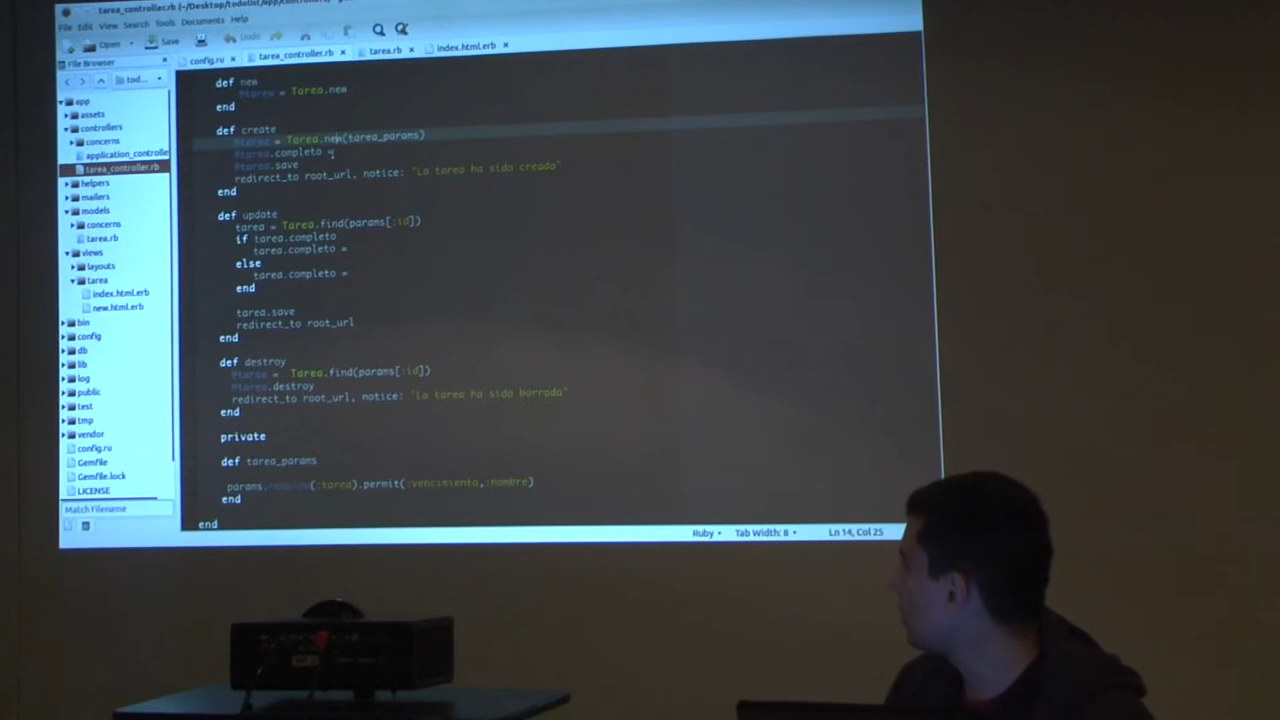 tarea_controller.rb (~/Desktop/todolist/app/controllers)
File Edit View Search Tools Documents Help
Open Save Undo
File Browser
config.ru tarea_controller.rb tarea.rb index.html.erb
tod...
app
assets
controllers
concerns
application_controlle
tarea_controller.rb
helpers
mailers
models
concerns
tarea.rb
views
layouts
tarea
index.html.erb
new.html.erb
bin
config
db
lib
log
public
test
tmp
vendor
config.ru
Gemfile
Gemfile.lock
LICENSE
Match Filename
def new
@tarea = Tarea.new
end
def create
@tarea = Tarea.new(tarea_params)
@tarea.completo =
@tarea.save
redirect_to root_url, notice: "La tarea ha sido creada"
end
def update
tarea = Tarea.find(params[:id])
if tarea.completo
tarea.completo =
else
tarea.completo =
end
tarea.save
redirect_to root_url
end
def destroy
@tarea = Tarea.find(params[:id])
@tarea.destroy
redirect_to root_url, notice: "La tarea ha sido borrada"
end
private
def tarea_params
params.require(:tarea).permit(:vencimiento,:nombre)
end
end
Ruby Tab Width: 8 Ln 14, Col 25